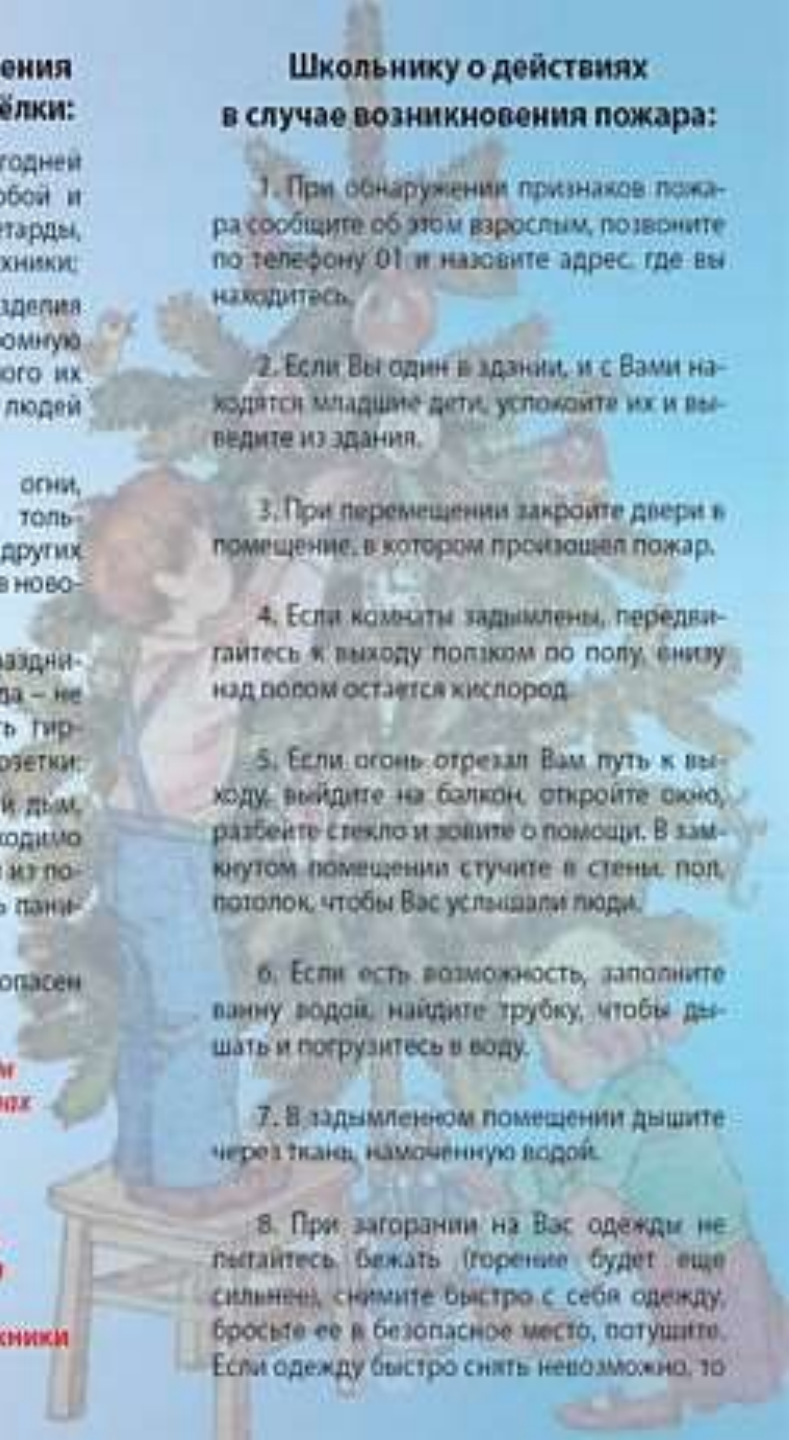 ения
ёлки:
годней
обой и
етарды,
хники;
зделия
омную
ого их
людей
огни,
толь-
других
в ново-
аздни-
да – не
ть гир-
озетки:
й дым,
ходимо
из по-
ь пани-
опасен
м
рах
хники
Школьнику о действиях
в случае возникновения пожара:
1. При обнаружении признаков пожа-
ра сообщите об этом взрослым, позвоните
по телефону 01 и назовите адрес, где вы
находитесь.
2. Если Вы один в здании, и с Вами на-
ходятся младшие дети, успокойте их и вы-
ведите из здания.
3. При перемещении закройте двери в
помещение, в котором произошел пожар.
4. Если комнаты задымлены, передви-
гайтесь к выходу ползком по полу, внизу
над полом остается кислород.
5. Если огонь отрезал Вам путь к вы-
ходу, выйдите на балкон, откройте окно,
разбейте стекло и зовите о помощи. В зам-
кнутом помещении стучите в стены, пол,
потолок, чтобы Вас услышали люди.
6. Если есть возможность, заполните
ванну водой, найдите трубку, чтобы ды-
шать и погрузитесь в воду.
7. В задымленном помещении дышите
через ткань, намоченную водой.
8. При загорании на Вас одежды не
пытайтесь бежать (горение будет еще
сильнее), снимите быстро с себя одежду,
бросьте ее в безопасное место, потушите.
Если одежду быстро снять невозможно, то